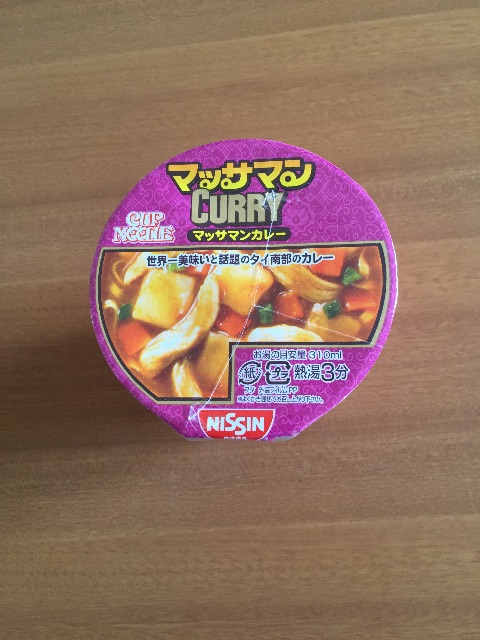 マッサマン
CURRY
CUP
NOODLE
マッサマンカレー
世界一美味いと話題のタイ南部のカレー
お湯の目安量 310ml
紙 プラ 熱湯3分
NISSIN